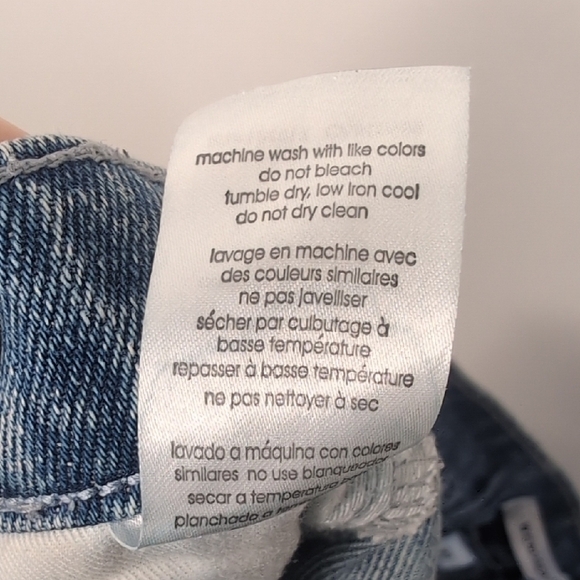 machine wash with like colors
do not bleach
tumble dry, low iron cool
do not dry clean
lavage en machine avec
des couleurs similaires
ne pas javelliser
sécher par culbutage à
basse température
repasser à basse température
ne pas nettoyer à sec
lavado a máquina con colores
similares no use blanqueador
secar a temperatura
planchado a